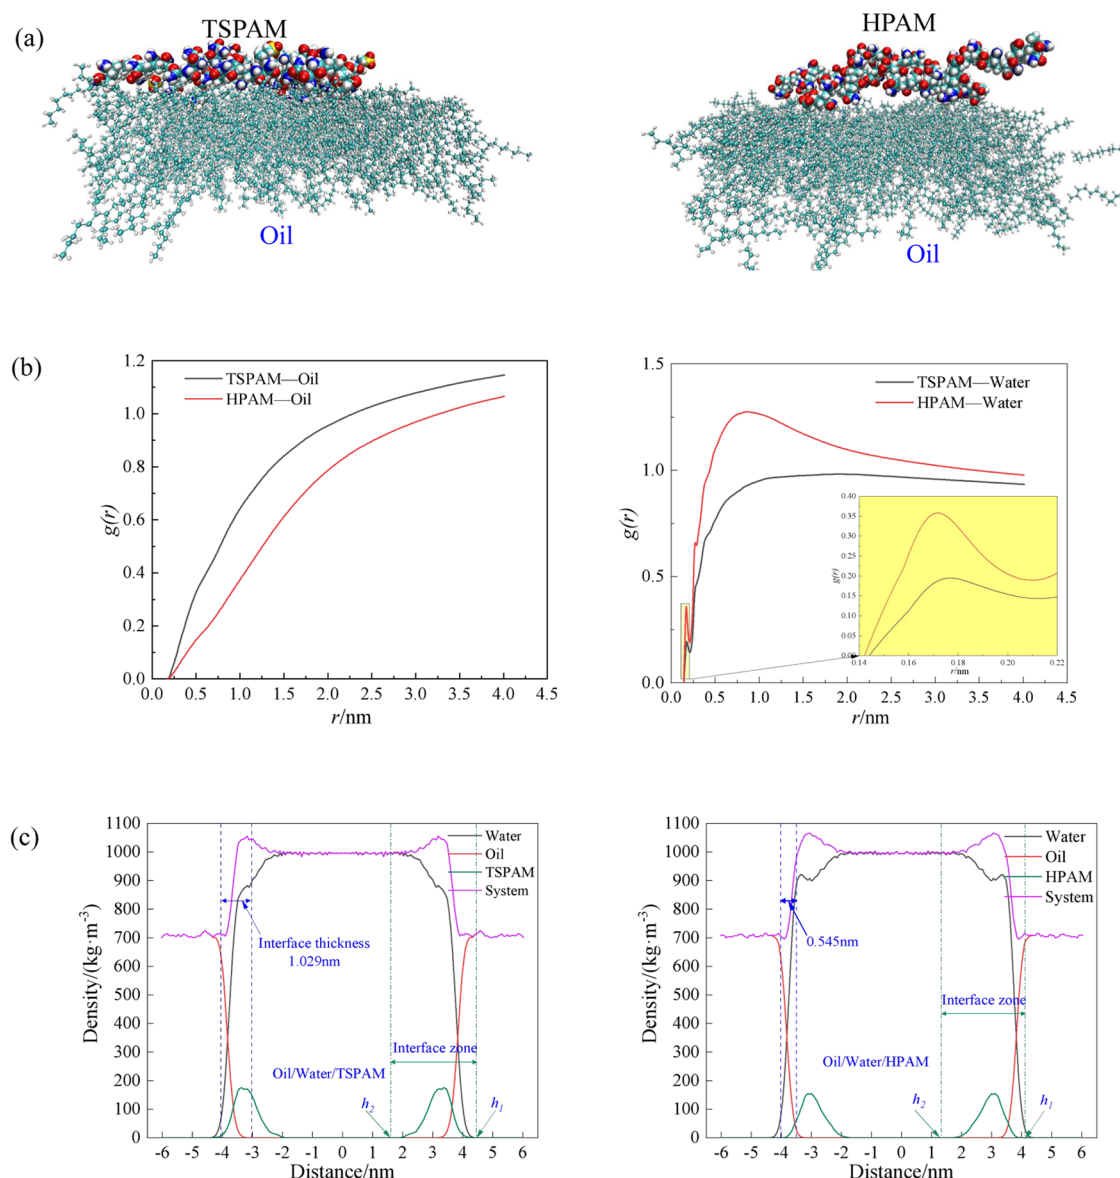 (a)
TSPAM
HPAM
Oil
Oil
(b)
1.2
1.0
0.8
0.6
0.4
0.2
0.0
g(r)
TSPAM—Oil
HPAM—Oil
0.0 0.5 1.0 1.5 2.0 2.5 3.0 3.5 4.0 4.5
r/nm
1.5
1.0
0.5
0.0
g(r)
TSPAM—Water
HPAM—Water
0.40
0.35
0.30
0.25
0.20
0.15
0.10
0.05
0.00
g(r)
0.14 0.16 0.18 0.20 0.22
r/nm
0.0 0.5 1.0 1.5 2.0 2.5 3.0 3.5 4.0 4.5
r/nm
(c)
1100
1000
900
800
700
600
500
400
300
200
100
0
Density/(kg·m⁻³)
Water
Oil
TSPAM
System
Interface thickness
1.029nm
Interface zone
Oil/Water/TSPAM
h₂
h₁
-6 -5 -4 -3 -2 -1 0 1 2 3 4 5 6
Distance/nm
1100
1000
900
800
700
600
500
400
300
200
100
0
Density/(kg·m⁻³)
Water
Oil
HPAM
System
0.545nm
Interface zone
Oil/Water/HPAM
h₂
h₁
-6 -5 -4 -3 -2 -1 0 1 2 3 4 5 6
Distance/nm